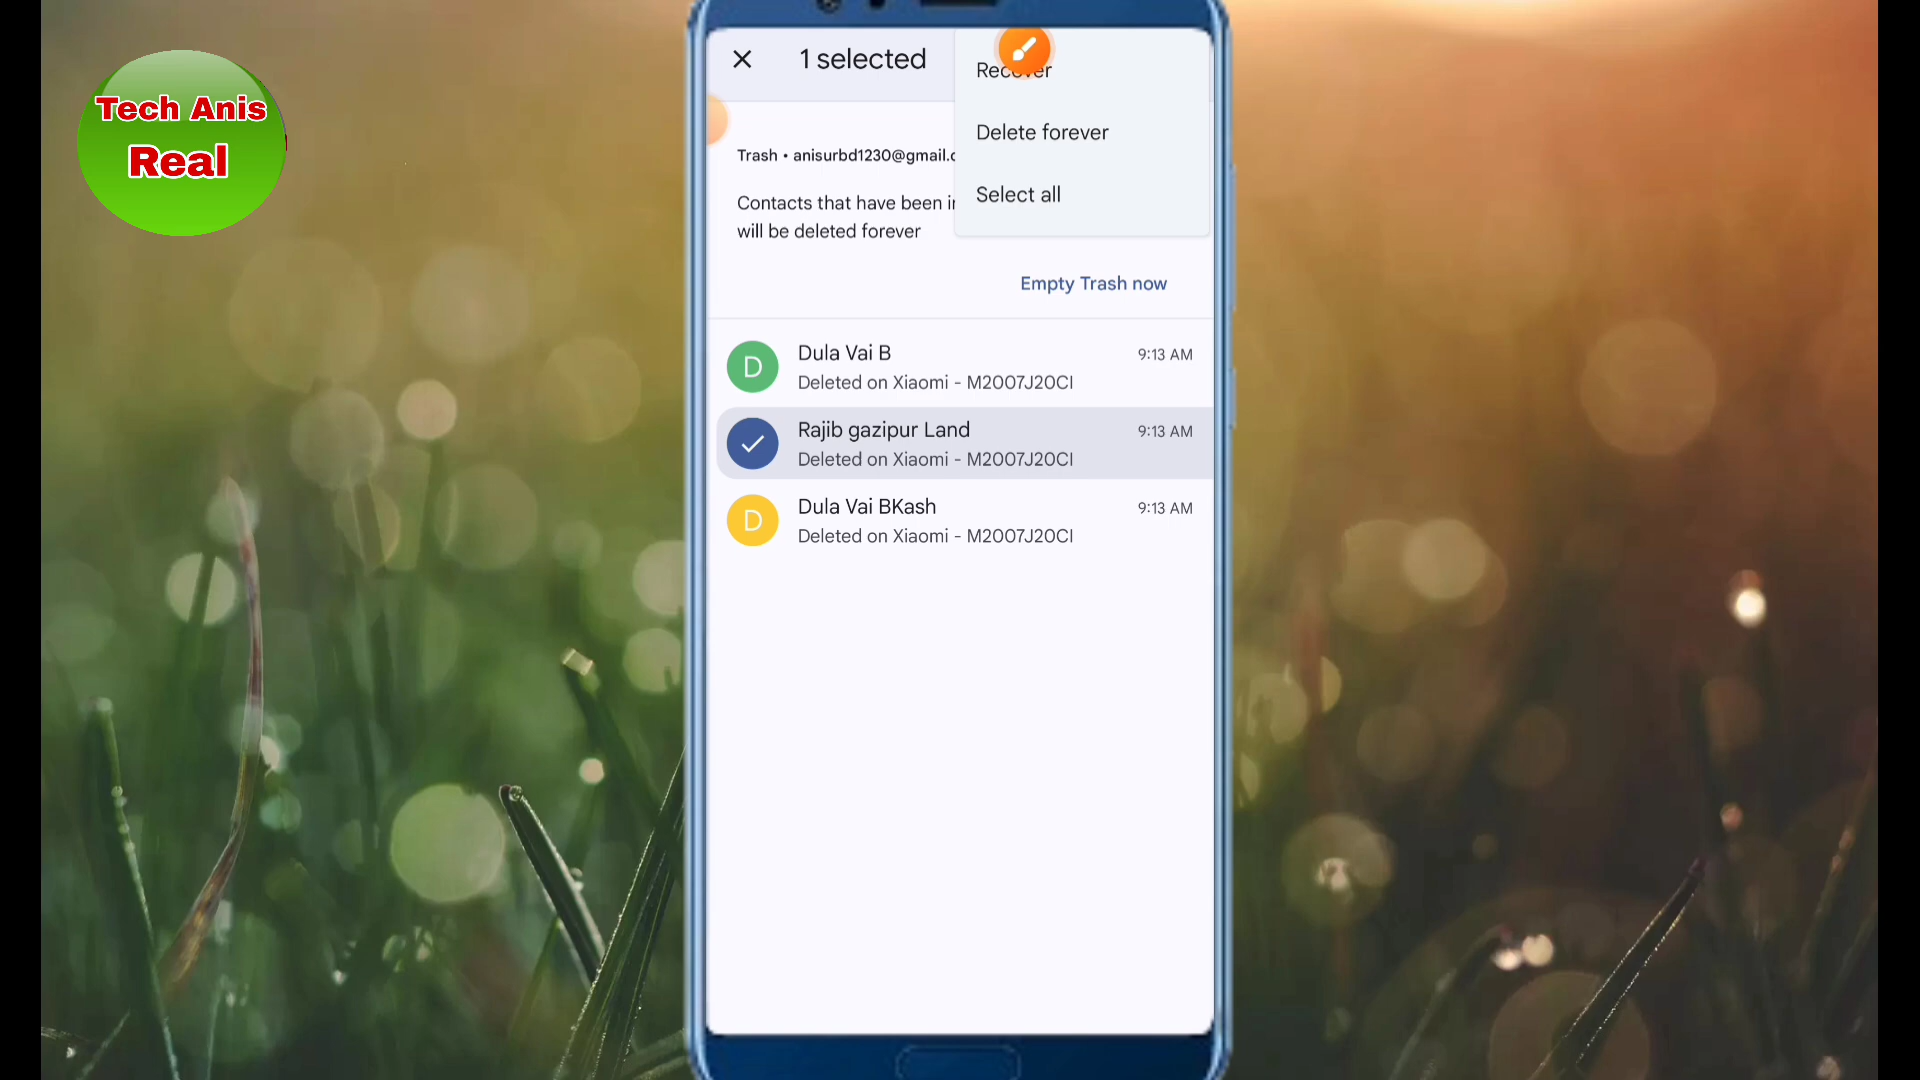 Tech Anis
Real
1 selected
Recover
Delete forever
Select all
Trash • anisurbd1230@gmail.c
Contacts that have been in
will be deleted forever
Empty Trash now
D
Dula Vai B
9:13 AM
Deleted on Xiaomi - M2007J20CI
Rajib gazipur Land
9:13 AM
Deleted on Xiaomi - M2007J20CI
D
Dula Vai BKash
9:13 AM
Deleted on Xiaomi - M2007J20CI